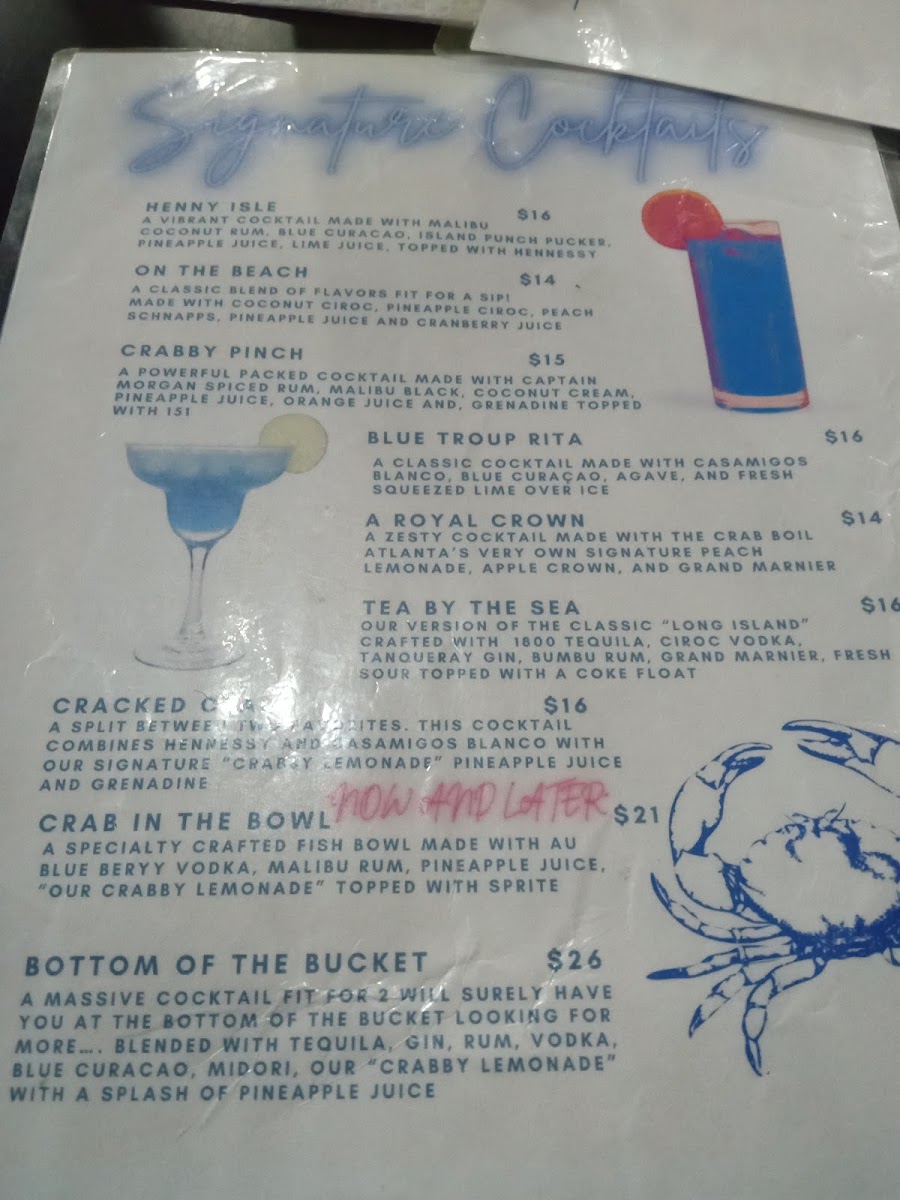 Signature Cocktails
HENNY ISLE $16
A VIBRANT COCKTAIL MADE WITH MALIBU
COCONUT RUM, BLUE CURACAO, ISLAND PUNCH PUCKER,
PINEAPPLE JUICE, LIME JUICE, TOPPED WITH HENNESSY
ON THE BEACH $14
A CLASSIC BLEND OF FLAVORS FIT FOR A SIP!
MADE WITH COCONUT CIROC, PINEAPPLE CIROC, PEACH
SCHNAPPS, PINEAPPLE JUICE AND CRANBERRY JUICE
CRABBY PINCH $15
A POWERFUL PACKED COCKTAIL MADE WITH CAPTAIN
MORGAN SPICED RUM, MALIBU BLACK, COCONUT CREAM,
PINEAPPLE JUICE, ORANGE JUICE AND, GRENADINE TOPPED
WITH 151
BLUE TROUP RITA $16
A CLASSIC COCKTAIL MADE WITH CASAMIGOS
BLANCO, BLUE CURAÇAO, AGAVE, AND FRESH
SQUEEZED LIME OVER ICE
A ROYAL CROWN $14
A ZESTY COCKTAIL MADE WITH THE CRAB BOIL
ATLANTA'S VERY OWN SIGNATURE PEACH
LEMONADE, APPLE CROWN, AND GRAND MARNIER
TEA BY THE SEA $16
OUR VERSION OF THE CLASSIC "LONG ISLAND"
CRAFTED WITH 1800 TEQUILA, CIROC VODKA,
TANQUERAY GIN, BUMBU RUM, GRAND MARNIER, FRESH
SOUR TOPPED WITH A COKE FLOAT
CRACKED $16
A SPLIT BETWEEN TWO FAVORITES. THIS COCKTAIL
COMBINES HENNESSY AND CASAMIGOS BLANCO WITH
OUR SIGNATURE "CRABBY LEMONADE" PINEAPPLE JUICE
AND GRENADINE
CRAB IN THE BOWL NOW AND LATER $21
A SPECIALTY CRAFTED FISH BOWL MADE WITH AU
BLUE BERYY VODKA, MALIBU RUM, PINEAPPLE JUICE,
"OUR CRABBY LEMONADE" TOPPED WITH SPRITE
BOTTOM OF THE BUCKET $26
A MASSIVE COCKTAIL FIT FOR 2 WILL SURELY HAVE
YOU AT THE BOTTOM OF THE BUCKET LOOKING FOR
MORE.... BLENDED WITH TEQUILA, GIN, RUM, VODKA,
BLUE CURACAO, MIDORI, OUR "CRABBY LEMONADE"
WITH A SPLASH OF PINEAPPLE JUICE